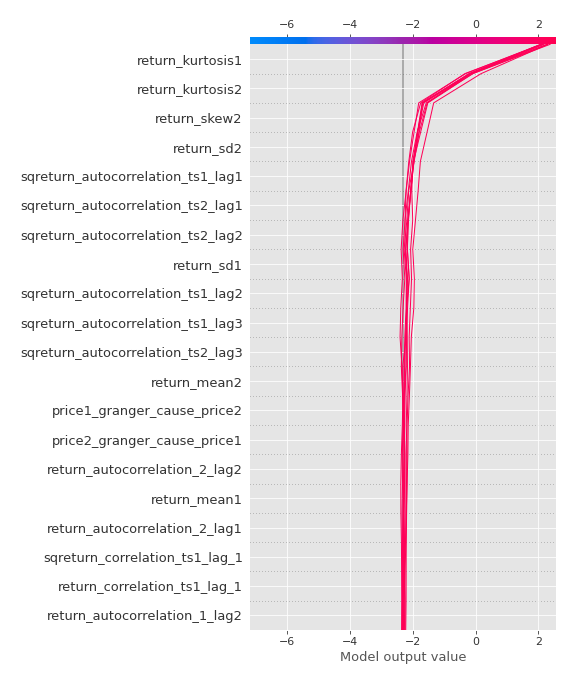 −6 −4 −2 0 2
return_kurtosis1
return_kurtosis2
return_skew2
return_sd2
sqreturn_autocorrelation_ts1_lag1
sqreturn_autocorrelation_ts2_lag1
sqreturn_autocorrelation_ts2_lag2
return_sd1
sqreturn_autocorrelation_ts1_lag2
sqreturn_autocorrelation_ts1_lag3
sqreturn_autocorrelation_ts2_lag3
return_mean2
price1_granger_cause_price2
price2_granger_cause_price1
return_autocorrelation_2_lag2
return_mean1
return_autocorrelation_2_lag1
sqreturn_correlation_ts1_lag_1
return_correlation_ts1_lag_1
return_autocorrelation_1_lag2
−6 −4 −2 0 2
Model output value